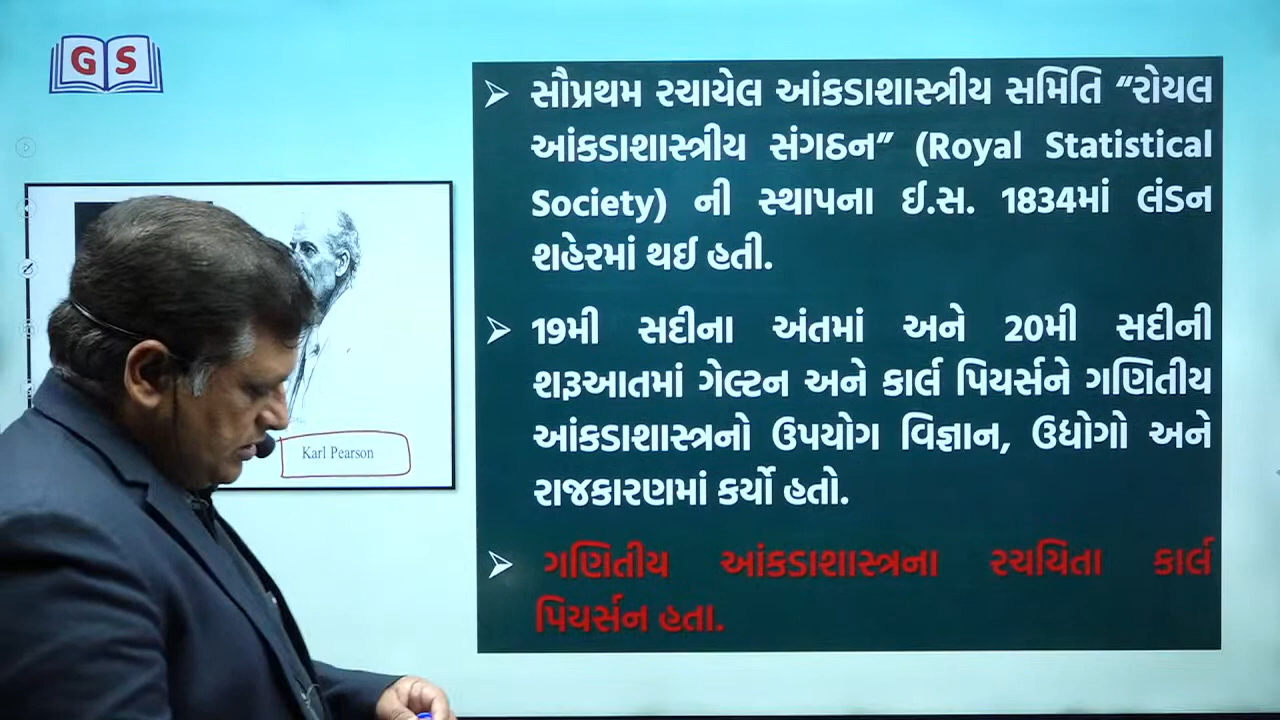 G S
સૌપ્રથમ રચાયેલ આંકડાશાસ્ત્રીય સમિતિ “રોયલ
આંકડાશાસ્ત્રીય સંગઠન” (Royal Statistical
Society) ની સ્થાપના ઈ.સ. 1834માં લંડન
શહેરમાં થઈ હતી.
19મી સદીના અંતમાં અને 20મી સદીની
શરૂઆતમાં ગેલ્ટન અને કાર્લ પિયર્સને ગણિતીય
આંકડાશાસ્ત્રનો ઉપયોગ વિજ્ઞાન, ઉધોગો અને
રાજકારણમાં કર્યો હતો.
ગણિતીય આંકડાશાસ્ત્રના રચયિતા કાર્લ
પિયર્સન હતા.
Karl Pearson